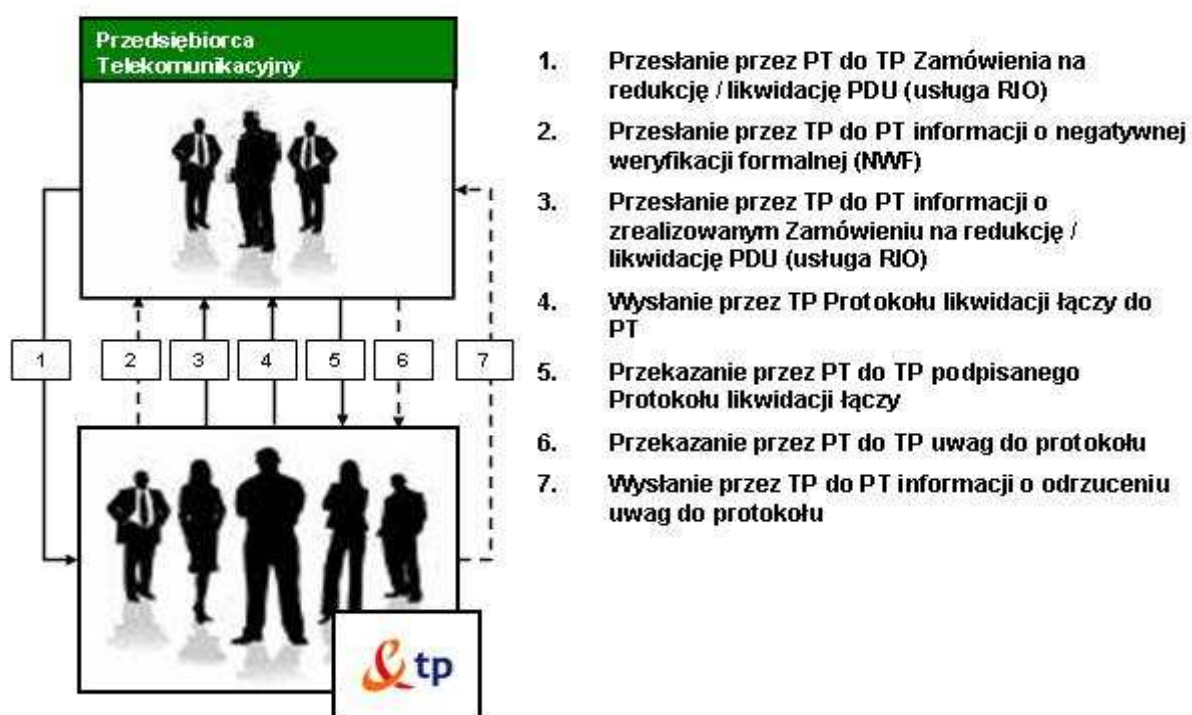 Przedsiębiorca
Telekomunikacyjny
1
2
3
4
5
6
7
tp
1. Przesłanie przez PT do TP Zamówienia na
redukcję / likwidację PDU (usługa RIO)
2. Przesłanie przez TP do PT informacji o negatywnej
weryfikacji formalnej (NWF)
3. Przesłanie przez TP do PT informacji o
zrealizowanym Zamówieniu na redukcję /
likwidację PDU (usługa RIO)
4. Wysłanie przez TP Protokołu likwidacji łączy do
PT
5. Przekazanie przez PT do TP podpisanego
Protokołu likwidacji łączy
6. Przekazanie przez PT do TP uwag do protokołu
7. Wysłanie przez TP do PT informacji o odrzuceniu
uwag do protokołu